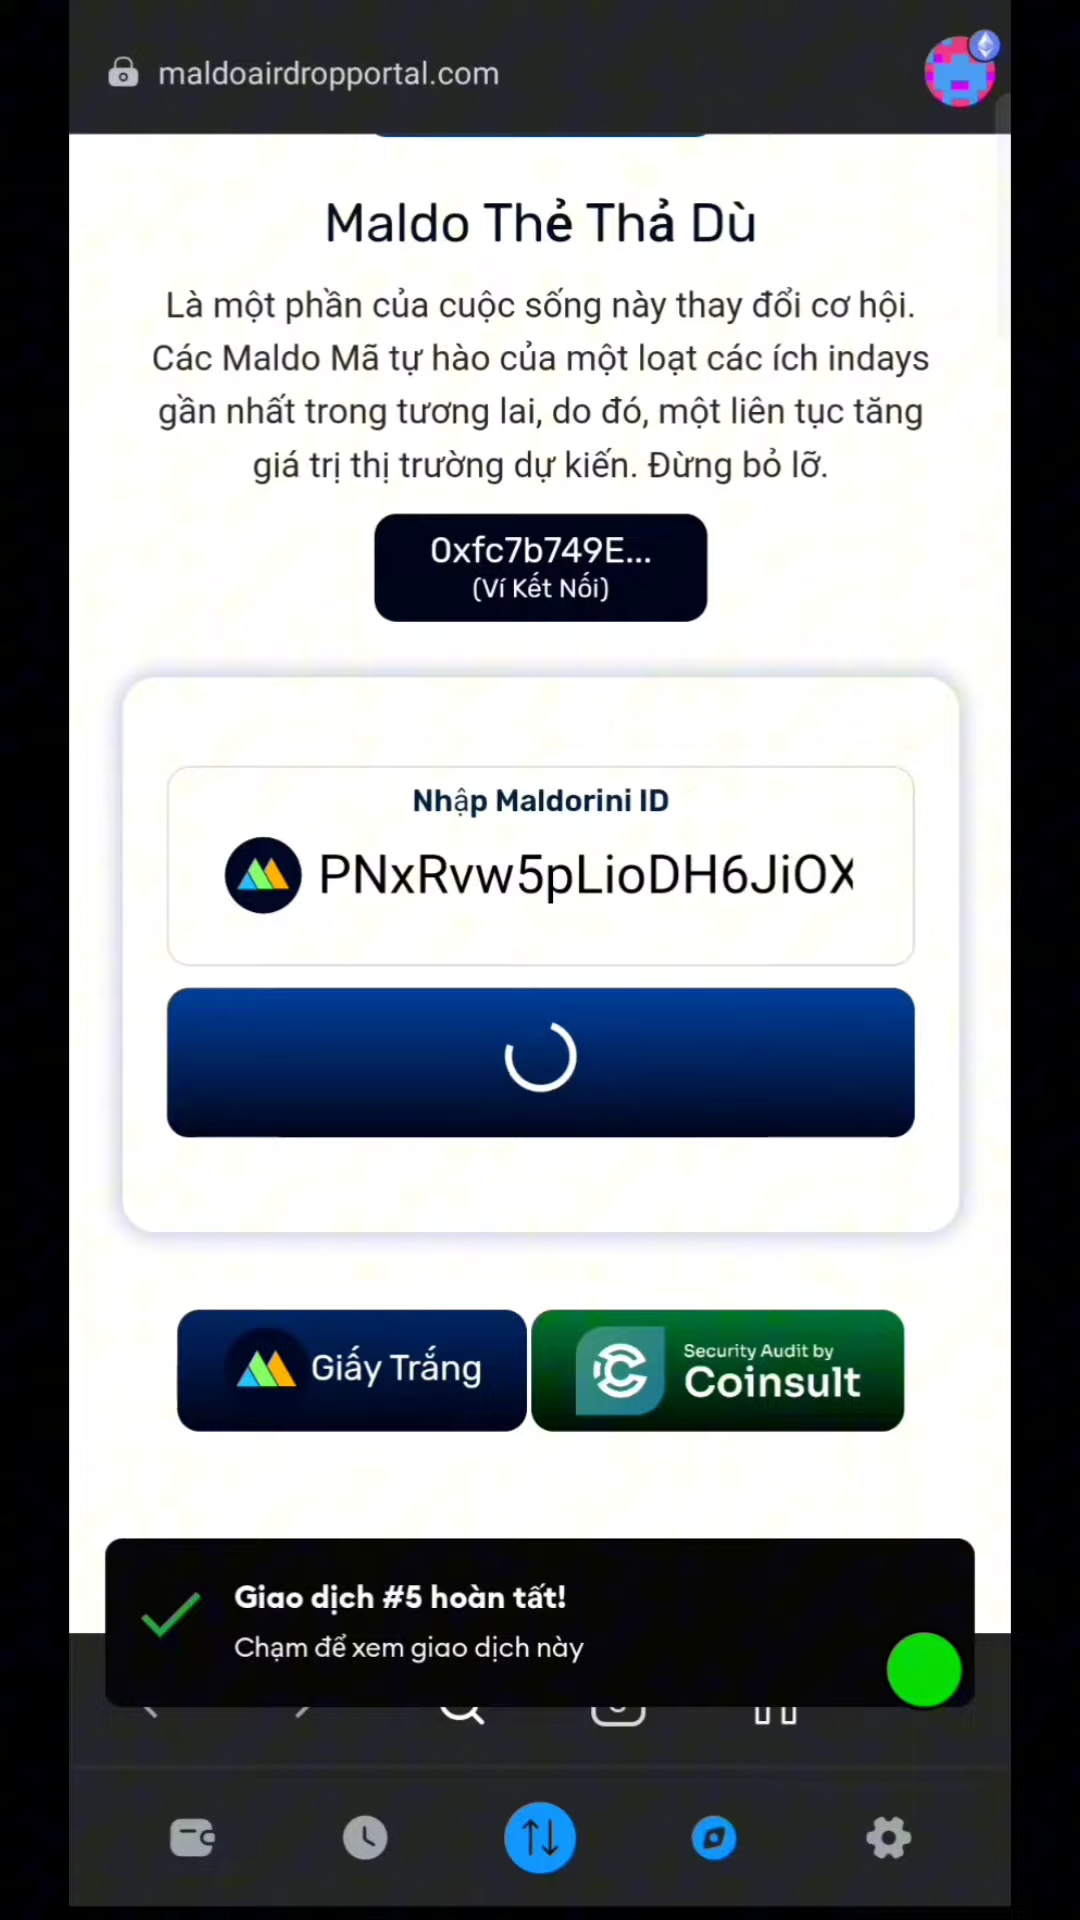 maldoairdropportal.com
Maldo Thẻ Thả Dù
Là một phần của cuộc sống này thay đổi cơ hội.
Các Maldo Mã tự hào của một loạt các ích indays
gần nhất trong tương lai, do đó, một liên tục tăng
giá trị thị trường dự kiến. Đừng bỏ lỡ.
0xfc7b749E...
(Ví Kết Nối)
Nhập Maldorini ID
PNxRvw5pLioDH6JiOX
Giấy Trắng
Security Audit by
Coinsult
Giao dịch #5 hoàn tất!
Chạm để xem giao dịch này